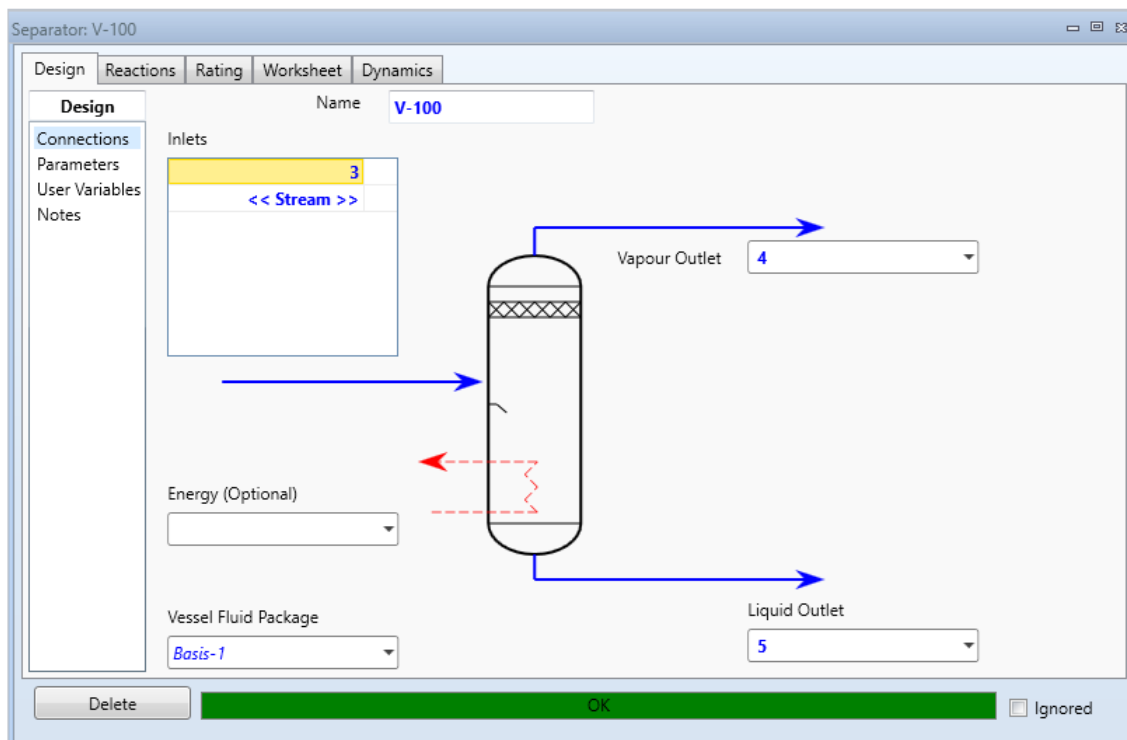 Separator: V-100
Design Reactions Rating Worksheet Dynamics
Design
Connections
Parameters
User Variables
Notes
Name V-100
Inlets
3
<< Stream >>
Vapour Outlet 4
Energy (Optional)
Vessel Fluid Package
Basis-1
Liquid Outlet
5
Delete OK Ignored